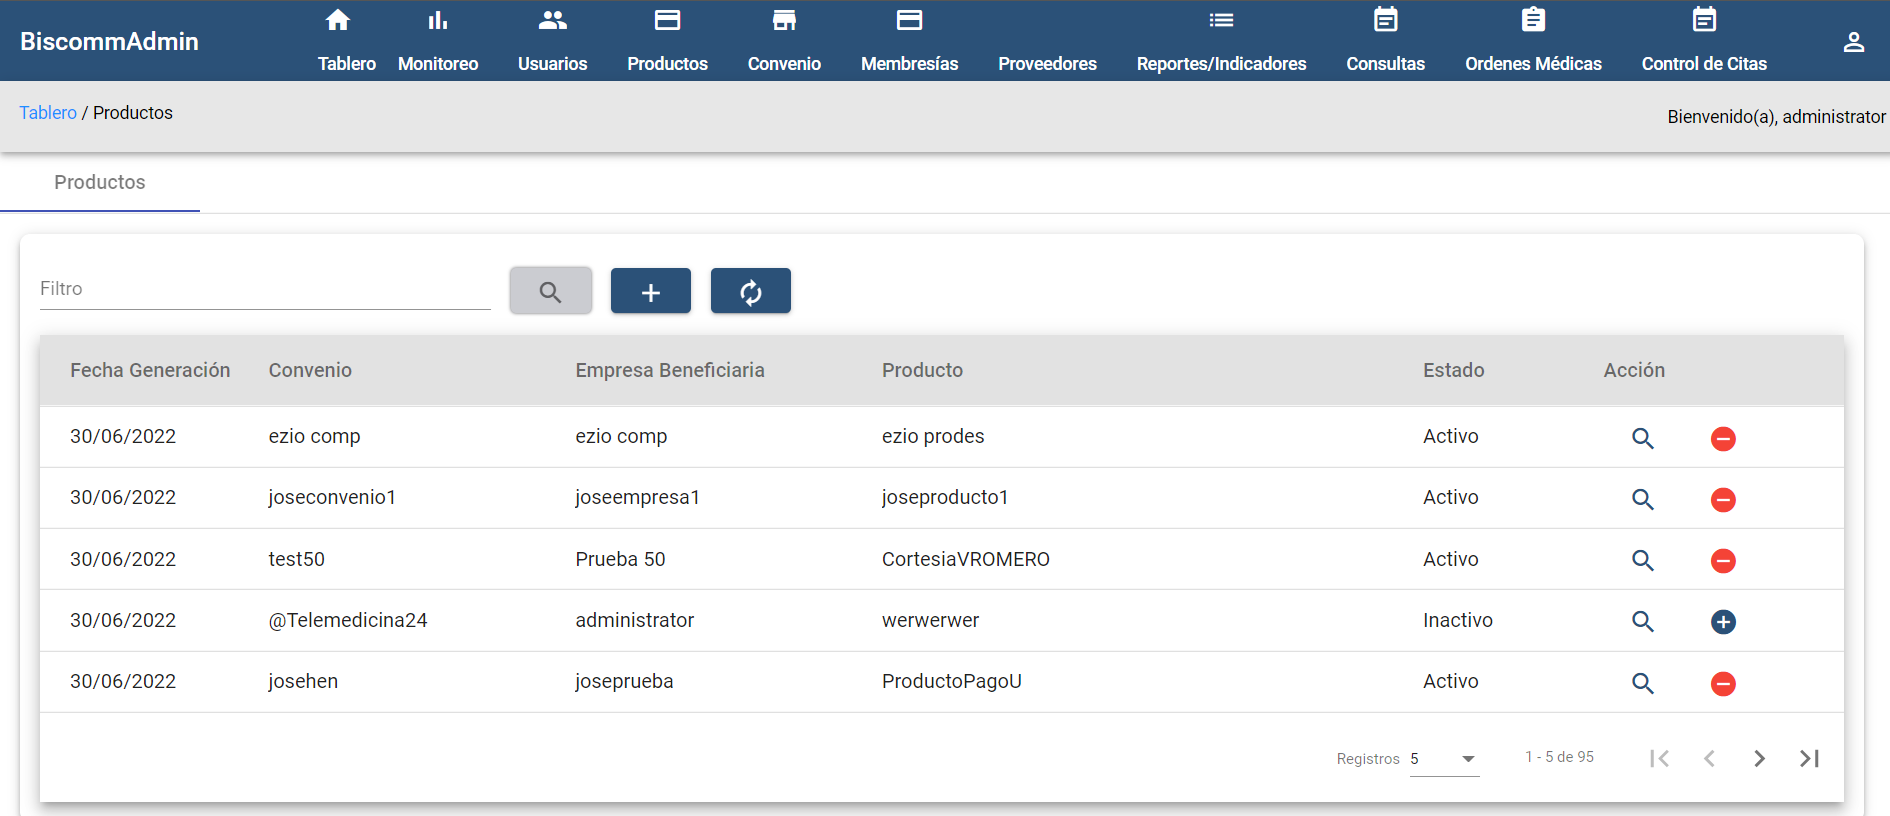 BiscommAdmin
Tablero Monitoreo Usuarios Productos Convenio Membresías Proveedores Reportes/Indicadores Consultas Ordenes Médicas Control de Citas
Tablero / Productos
Bienvenido(a), administrator
Productos
Filtro
Fecha Generación Convenio Empresa Beneficiaria Producto Estado Acción
30/06/2022 ezio comp ezio comp ezio prodes Activo
30/06/2022 joseconvenio1 joseempresa1 joseproducto1 Activo
30/06/2022 test50 Prueba 50 CortesiaVROMERO Activo
30/06/2022 @Telemedicina24 administrator werwerwer Inactivo
30/06/2022 josehen joseprueba ProductoPagoU Activo
Registros 5 1 - 5 de 95